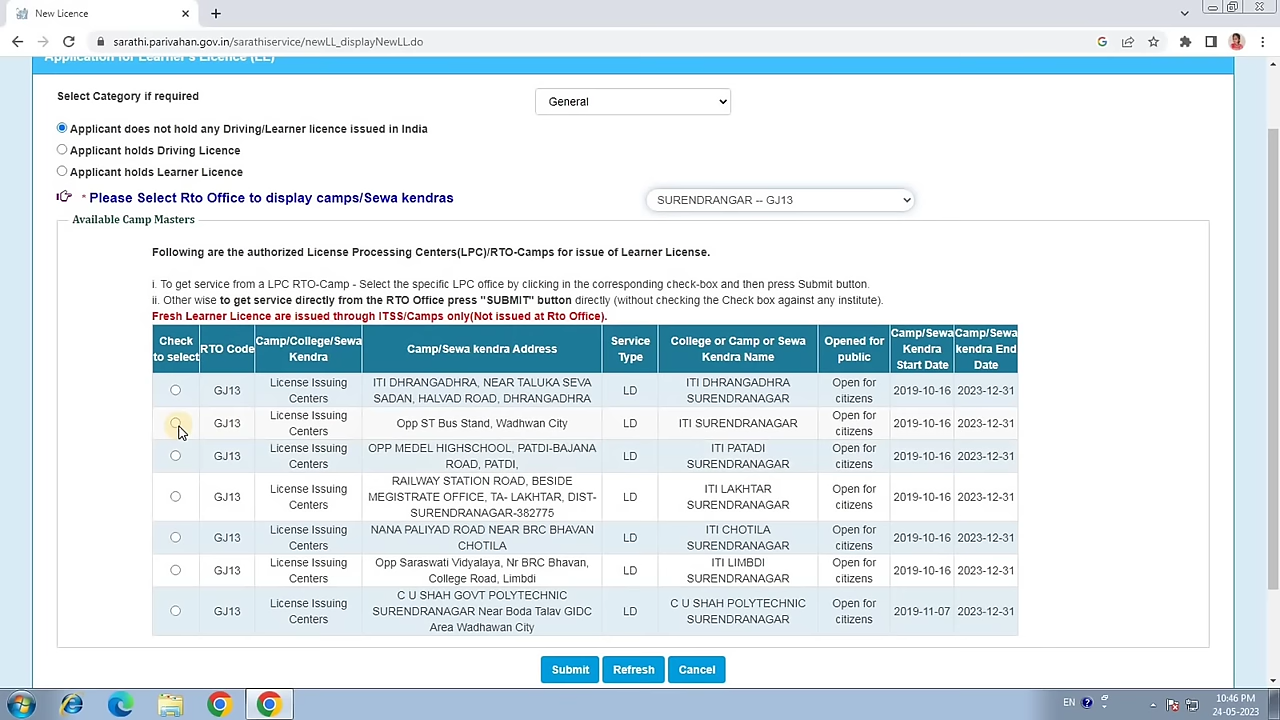 New Licence
sarathi.parivahan.gov.in/sarathiservice/newLL_displayNewLL.do
Application for Learner's Licence (LL)
Select Category if required
General
Applicant does not hold any Driving/Learner licence issued in India
Applicant holds Driving Licence
Applicant holds Learner Licence
* Please Select Rto Office to display camps/Sewa kendras
SURENDRANGAR -- GJ13
Available Camp Masters
Following are the authorized License Processing Centers(LPC)/RTO-Camps for issue of Learner License.
i. To get service from a LPC RTO-Camp - Select the specific LPC office by clicking in the corresponding check-box and then press Submit button.
ii. Other wise to get service directly from the RTO Office press "SUBMIT" button directly (without checking the Check box against any institute).
Fresh Learner Licence are issued through ITSS/Camps only(Not issued at Rto Office).
Check
to select
RTO Code
Camp/College/Sewa
Kendra
Camp/Sewa kendra Address
Service
Type
College or Camp or Sewa
Kendra Name
Opened for
public
Camp/Sewa
Kendra
Start Date
Camp/Sewa
kendra End
Date
GJ13
License Issuing
Centers
ITI DHRANGADHRA, NEAR TALUKA SEVA
SADAN, HALVAD ROAD, DHRANGADHRA
LD
ITI DHRANGADHRA
SURENDRANAGAR
Open for
citizens
2019-10-16
2023-12-31
GJ13
License Issuing
Centers
Opp ST Bus Stand, Wadhwan City
LD
ITI SURENDRANAGAR
Open for
citizens
2019-10-16
2023-12-31
GJ13
License Issuing
Centers
OPP MEDEL HIGHSCHOOL, PATDI-BAJANA
ROAD, PATDI,
LD
ITI PATADI
SURENDRANAGAR
Open for
citizens
2019-10-16
2023-12-31
GJ13
License Issuing
Centers
RAILWAY STATION ROAD, BESIDE
MEGISTRATE OFFICE, TA- LAKHTAR, DIST-
SURENDRANAGAR-382775
LD
ITI LAKHTAR
SURENDRANAGAR
Open for
citizens
2019-10-16
2023-12-31
GJ13
License Issuing
Centers
NANA PALIYAD ROAD NEAR BRC BHAVAN
CHOTILA
LD
ITI CHOTILA
SURENDRANAGAR
Open for
citizens
2019-10-16
2023-12-31
GJ13
License Issuing
Centers
Opp Saraswati Vidyalaya, Nr BRC Bhavan,
College Road, Limbdi
LD
ITI LIMBDI
SURENDRANAGAR
Open for
citizens
2019-10-16
2023-12-31
GJ13
License Issuing
Centers
C U SHAH GOVT POLYTECHNIC
SURENDRANAGAR Near Boda Talav GIDC
Area Wadhawan City
LD
C U SHAH POLYTECHNIC
SURENDRANAGAR
Open for
citizens
2019-11-07
2023-12-31
Submit
Refresh
Cancel
EN
10:46 PM
24-05-2023